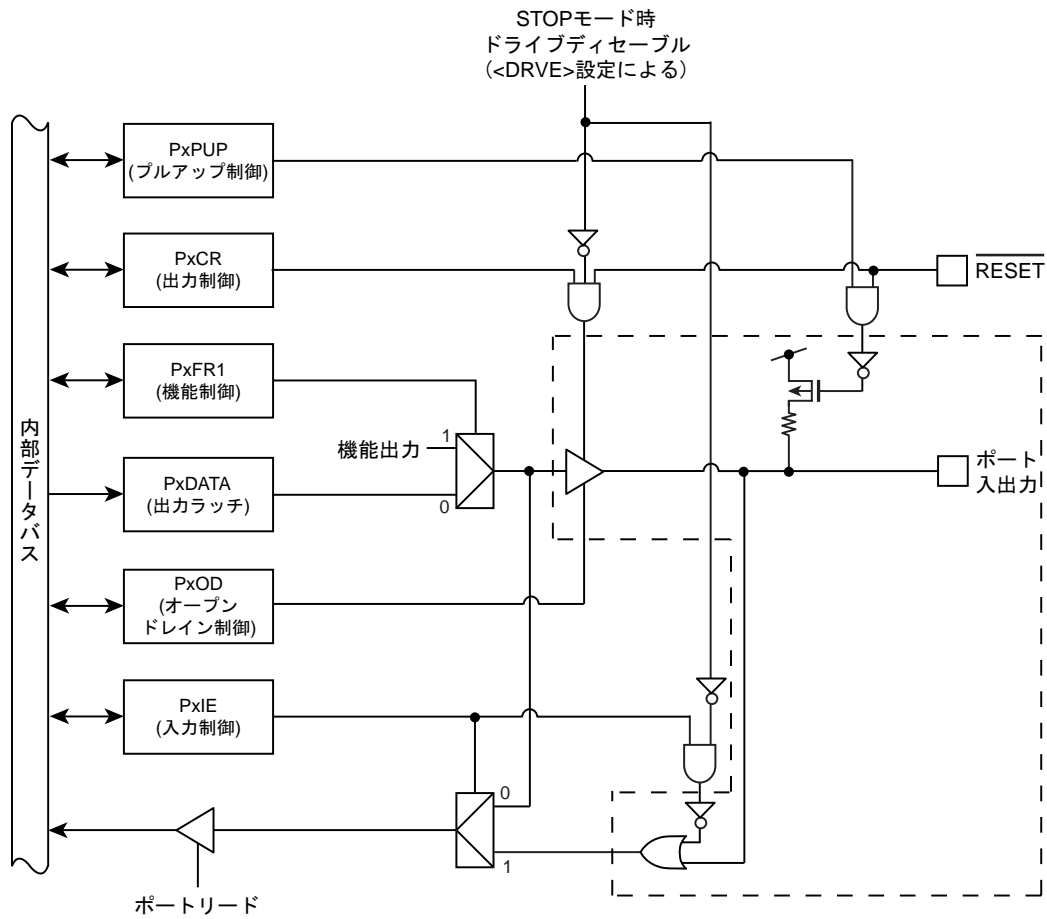 STOPモード時
ドライブディセーブル
(<DRVE>設定による)
PxPUP
(プルアップ制御)
PxCR
(出力制御)
RESET
PxFR1
(機能制御)
内部データバス
機能出力
1
0
ポート
入出力
PxDATA
(出力ラッチ)
PxOD
(オープン
ドレイン制御)
PxIE
(入力制御)
0
1
ポートリード